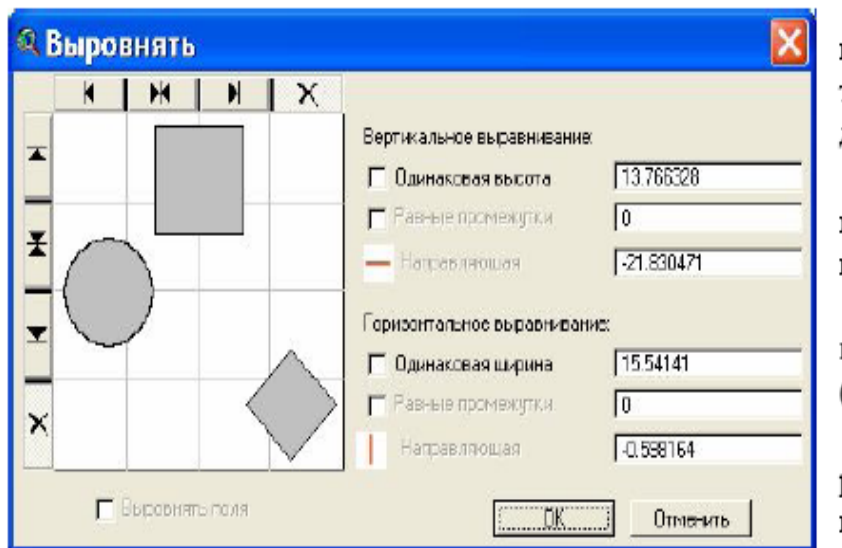 Выровнять
Вертикальное выравнивание:
Одинаковая высота 13.766328
Равные промежутки 0
Направляющая -21.830471
Горизонтальное выравнивание:
Одинаковая ширина 15.54141
Равные промежутки 0
Направляющая -0.598164
Выровнять поля
OK Отменить